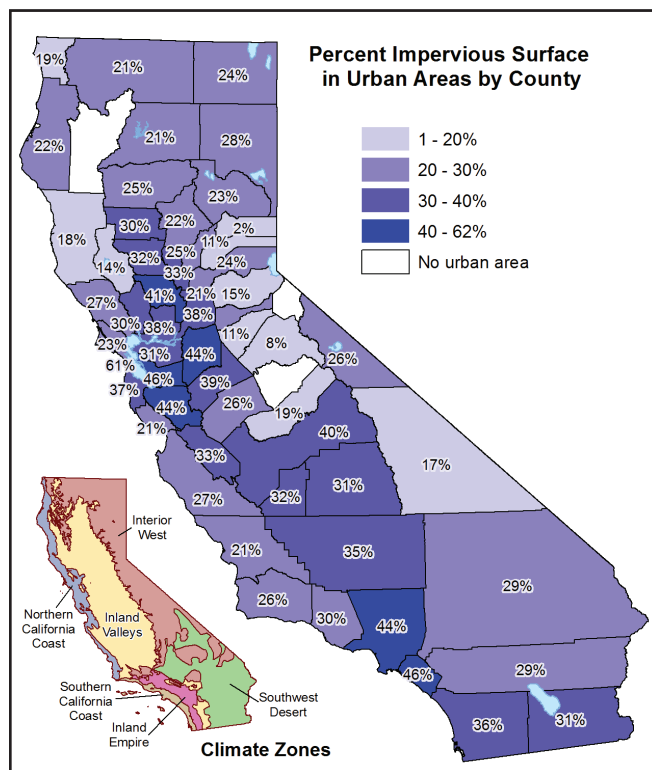 Percent Impervious Surface
in Urban Areas by County
1 - 20%
20 - 30%
30 - 40%
40 - 62%
No urban area
19%
21%
24%
22%
21%
28%
25%
23%
30%
22%
2%
11%
18%
32%
25%
24%
14%
33%
41%
21%
15%
27%
38%
30%
38%
11%
8%
26%
23%
31%
44%
61%
46%
39%
37%
44%
26%
19%
21%
40%
33%
17%
27%
32%
31%
21%
35%
29%
26%
30%
44%
46%
29%
36%
31%
Interior
West
Northern
California
Coast
Inland
Valleys
Southern
California
Coast
Southwest
Desert
Inland
Empire
Climate Zones